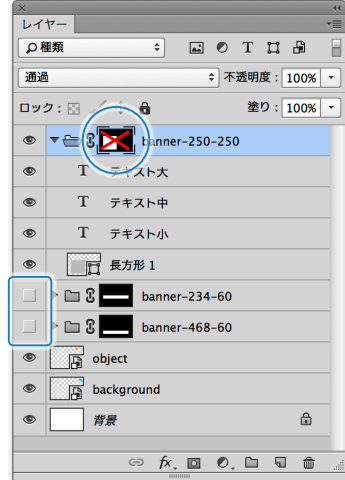 レイヤー
種類
T
通過
不透明度：
100%
ロック：
塗り：
100%
banner-250-250
T テキスト大
T テキスト中
T テキスト小
長方形 1
banner-234-60
banner-468-60
object
background
背景
fx